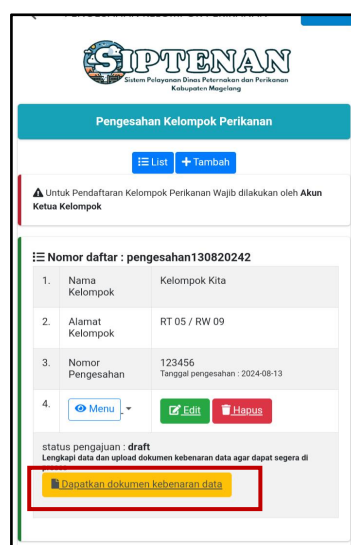 SIPTENAN
Sistem Pelayanan Dinas Peternakan dan Perikanan
Kabupaten Magelang
Pengesahan Kelompok Perikanan
List + Tambah
Untuk Pendaftaran Kelompok Perikanan Wajib dilakukan oleh Akun
Ketua Kelompok
Nomor daftar : pengesahan130820242
1. Nama Kelompok Kita
Kelompok
2. Alamat RT 05 / RW 09
Kelompok
3. Nomor 123456
Pengesahan Tanggal pengesahan : 2024-08-13
4. Menu Edit Hapus
status pengajuan : draft
Lengkapi data dan upload dokumen kebenaran data agar dapat segera di
Dapatkan dokumen kebenaran data